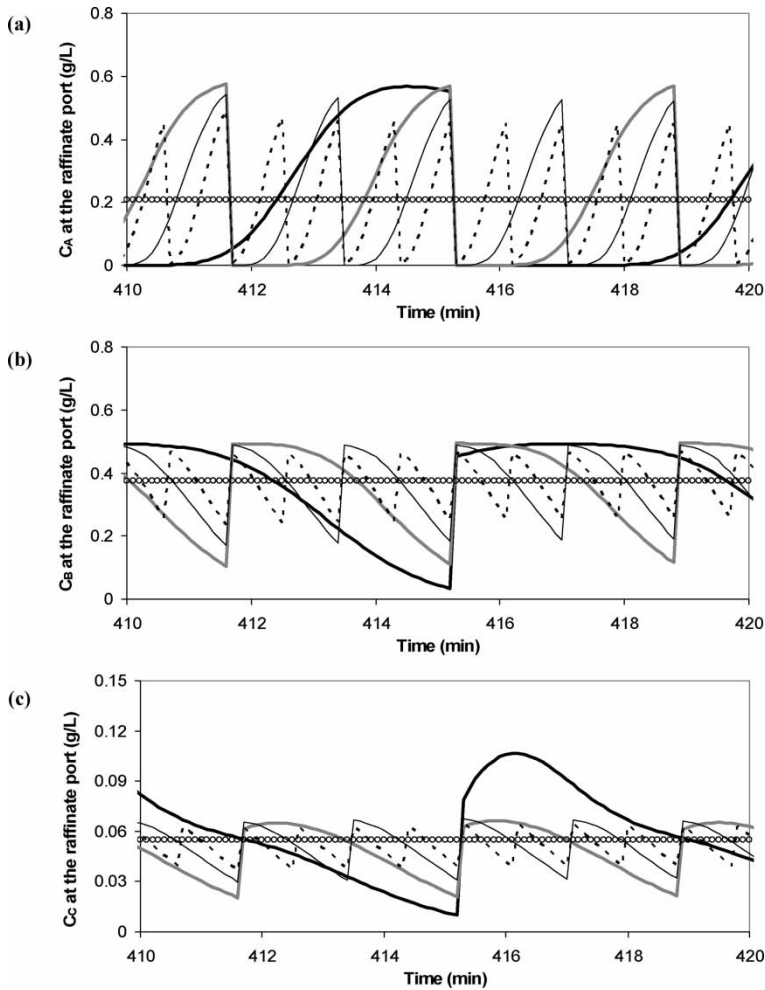 (a)
0.8
0.6
0.4
0.2
0
C_A at the raffinate port (g/L)
410 412 414 416 418 420
Time (min)
(b)
0.8
0.6
0.4
0.2
0
C_B at the raffinate port (g/L)
410 412 414 416 418 420
Time (min)
(c)
0.15
0.12
0.09
0.06
0.03
0
C_C at the raffinate port (g/L)
410 412 414 416 418 420
Time (min)